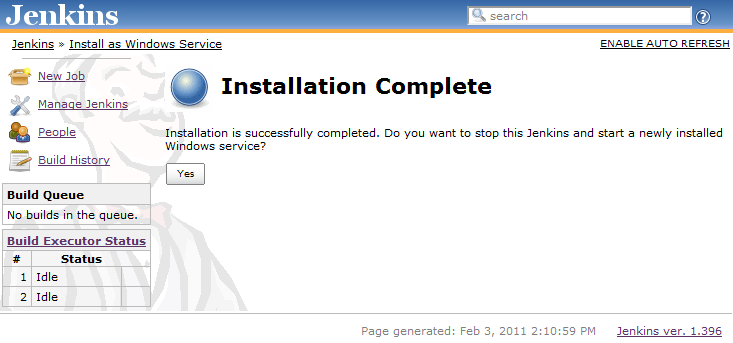 Jenkins
search
Jenkins » Install as Windows Service
ENABLE AUTO REFRESH
New Job
Manage Jenkins
People
Build History
Build Queue
No builds in the queue.
Build Executor Status
# Status
1 Idle
2 Idle
Installation Complete
Installation is successfully completed. Do you want to stop this Jenkins and start a newly installed
Windows service?
Yes
Page generated: Feb 3, 2011 2:10:59 PM Jenkins ver. 1.396